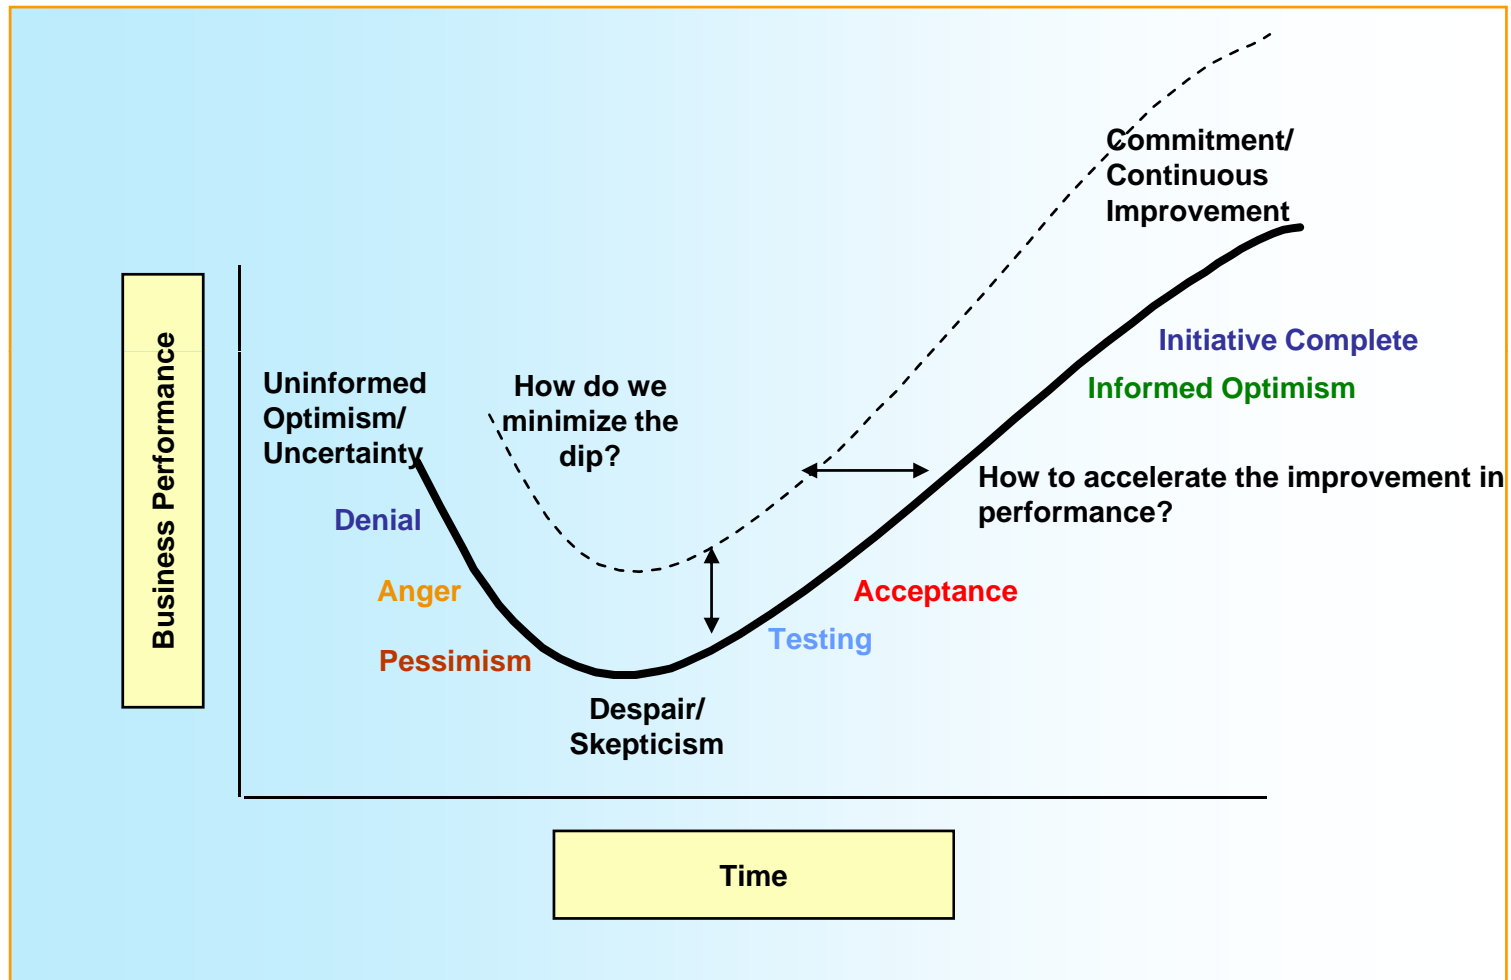 Commitment/
Continuous
Improvement
Business Performance
Uninformed
Optimism/
Uncertainty
How do we
minimize the
dip?
Initiative Complete
Informed Optimism
How to accelerate the improvement in
performance?
Denial
Anger
Acceptance
Testing
Pessimism
Despair/
Skepticism
Time